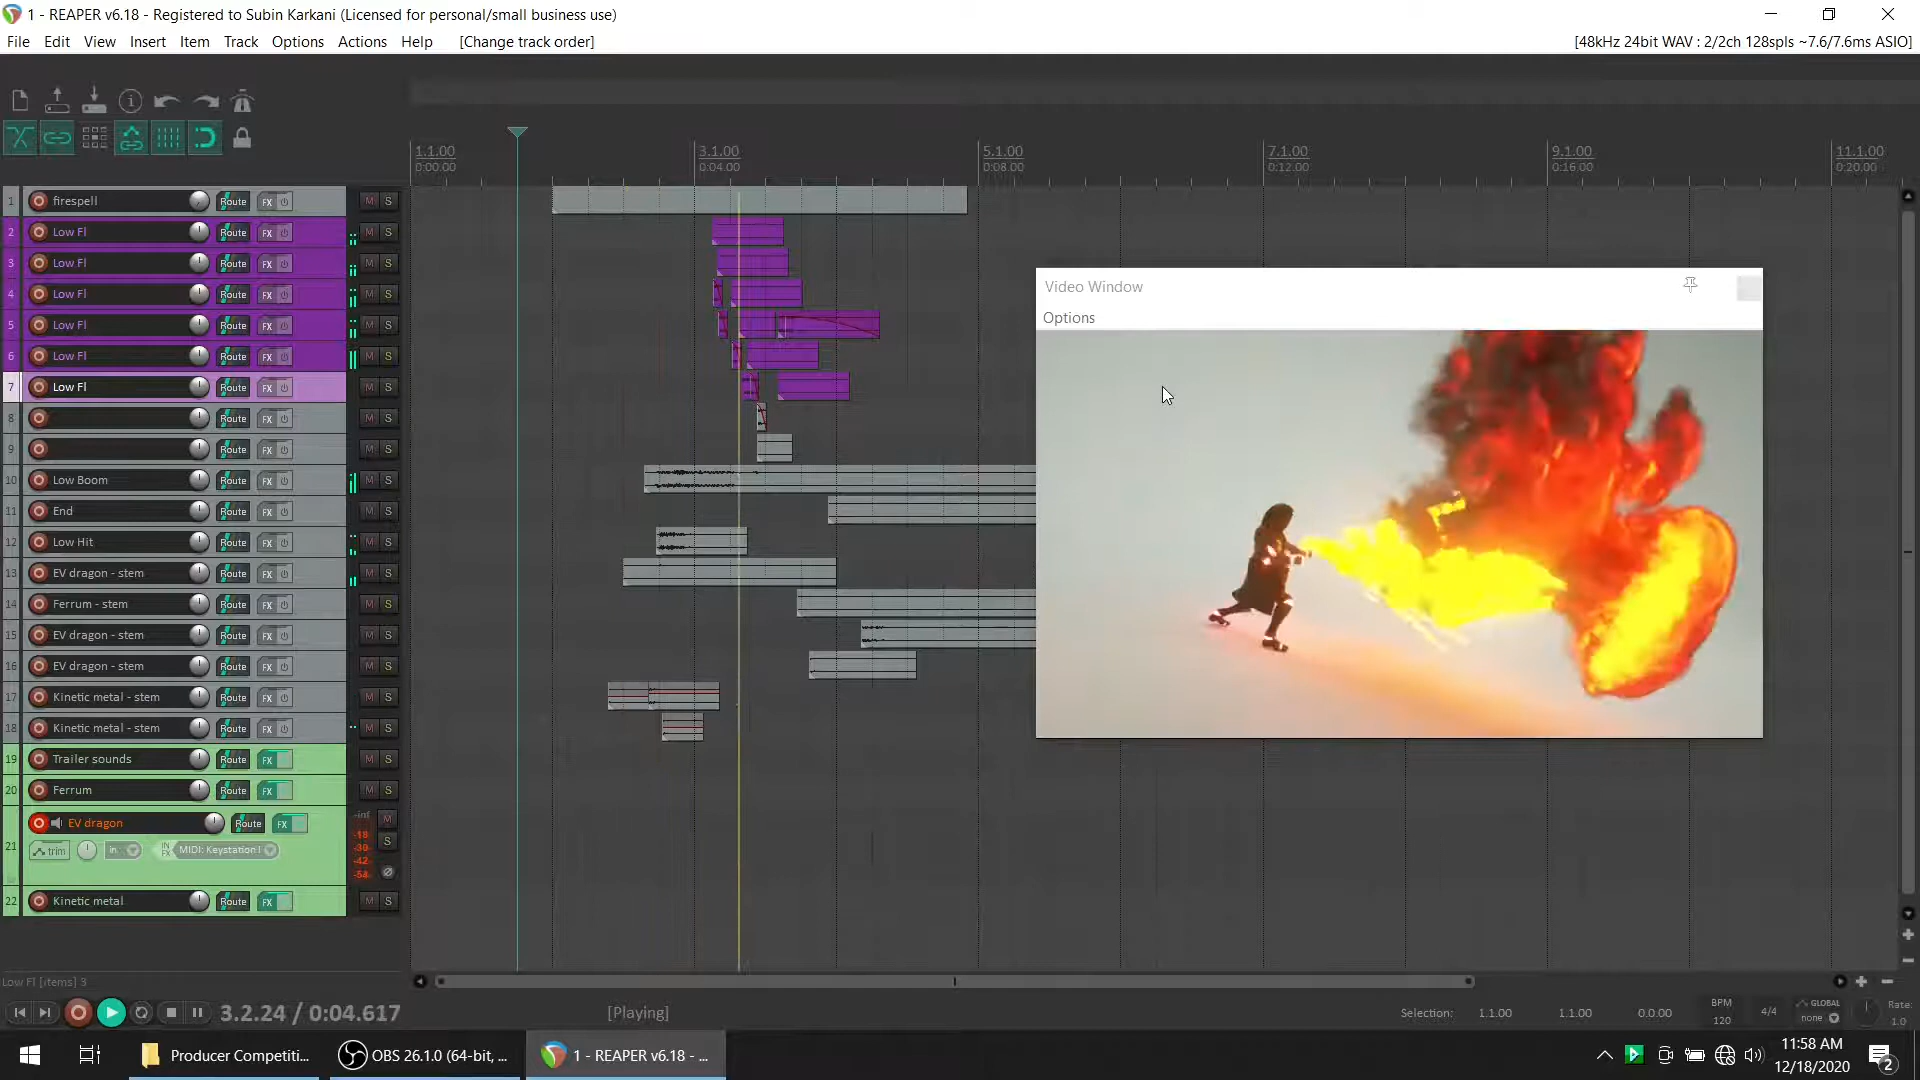 1 - REAPER v6.18 - Registered to Subin Karkani (Licensed for personal/small business use)
File Edit View Insert Item Track Options Actions Help [Change track order] [48kHz 24bit WAV : 2/2ch 128spls ~7.6/7.6ms ASIO]
1.1.00 3.1.00 5.1.00 7.1.00 9.1.00 11.1.00
0:00.00 0:04.00 0:08.00 0:12.00 0:16.00 0:20.00
1 firespell Route FX M S
2 Low Fl Route FX M S
3 Low Fl Route FX M S
4 Low Fl Route FX M S
5 Low Fl Route FX M S
6 Low Fl Route FX M S
7 Low Fl Route FX M S
8 Route FX M S
9 Route FX M S
10 Low Boom Route FX M S
11 End Route FX M S
12 Low Hit Route FX M S
13 EV dragon - stem Route FX M S
14 Ferrum - stem Route FX M S
15 EV dragon - stem Route FX M S
16 EV dragon - stem Route FX M S
17 Kinetic metal - stem Route FX M S
18 Kinetic metal - stem Route FX M S
19 Trailer sounds Route FX M S
20 Ferrum Route FX M S
21 EV dragon Route FX M S
-inf
-18
-30
-42
-54
trim in IN FX MIDI: Keystation
22 Kinetic metal Route FX M S
Video Window
Options
Low Fl [items] 3
3.2.24 / 0:04.617 [Playing] Selection: 1.1.00 1.1.00 0.0.00 BPM 120 4/4 GLOBAL none Rate: 1.0
Producer Competiti... OBS 26.1.0 (64-bit, ... 1 - REAPER v6.18 - ...
11:58 AM
12/18/2020
2